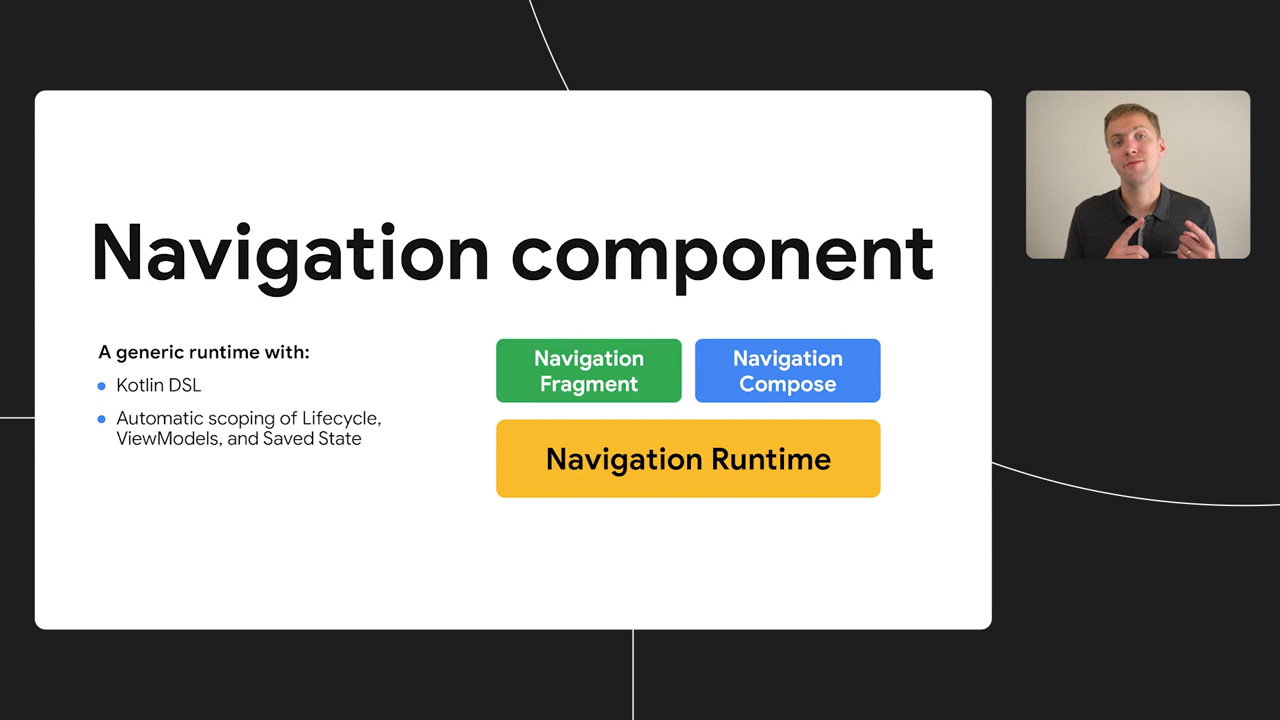 Navigation component
A generic runtime with:
Kotlin DSL
Automatic scoping of Lifecycle,
ViewModels, and Saved State
Navigation
Fragment
Navigation
Compose
Navigation Runtime